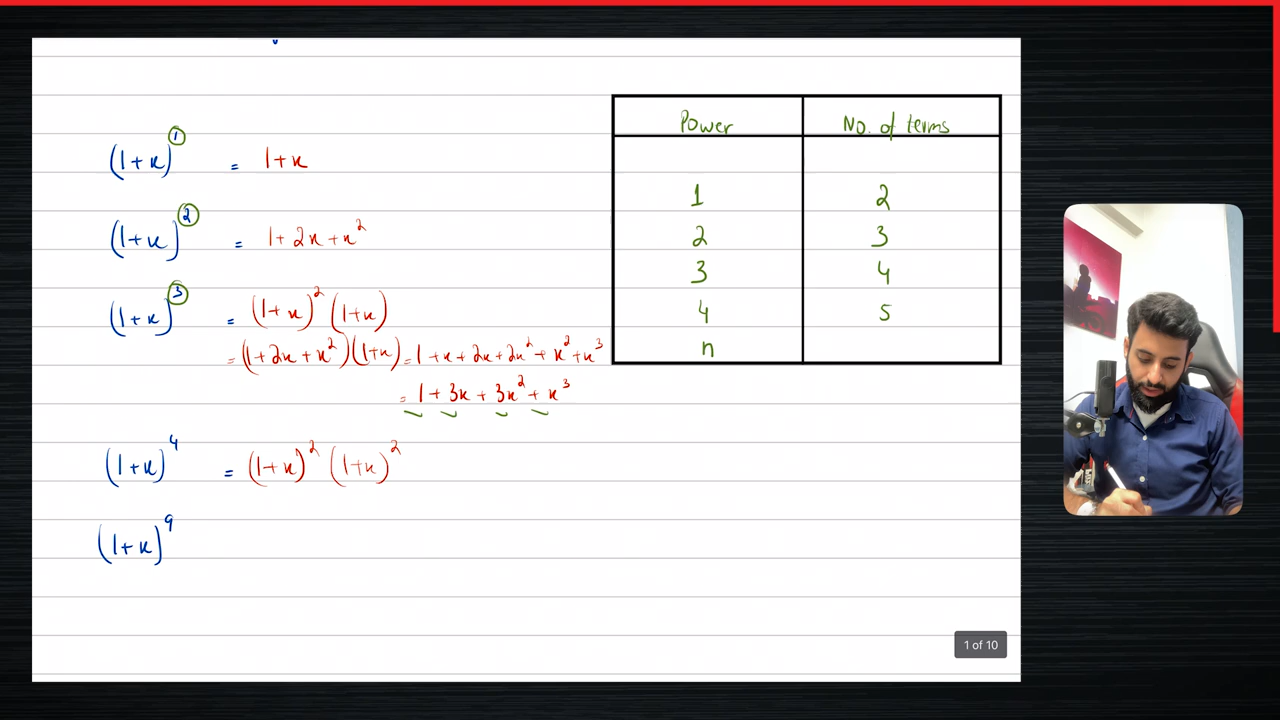 (1+x)^1 = 1+x
(1+x)^2 = 1+2x+x^2
(1+x)^3 = (1+x)^2 (1+x)
= (1+2x+x^2)(1+x) = 1+x+2x+2x^2+x^2+x^3
= 1+3x+3x^2+x^3
(1+x)^4 = (1+x)^2 (1+x)^2
(1+x)^9
Power No. of terms
1 2
2 3
3 4
4 5
n
1 of 10